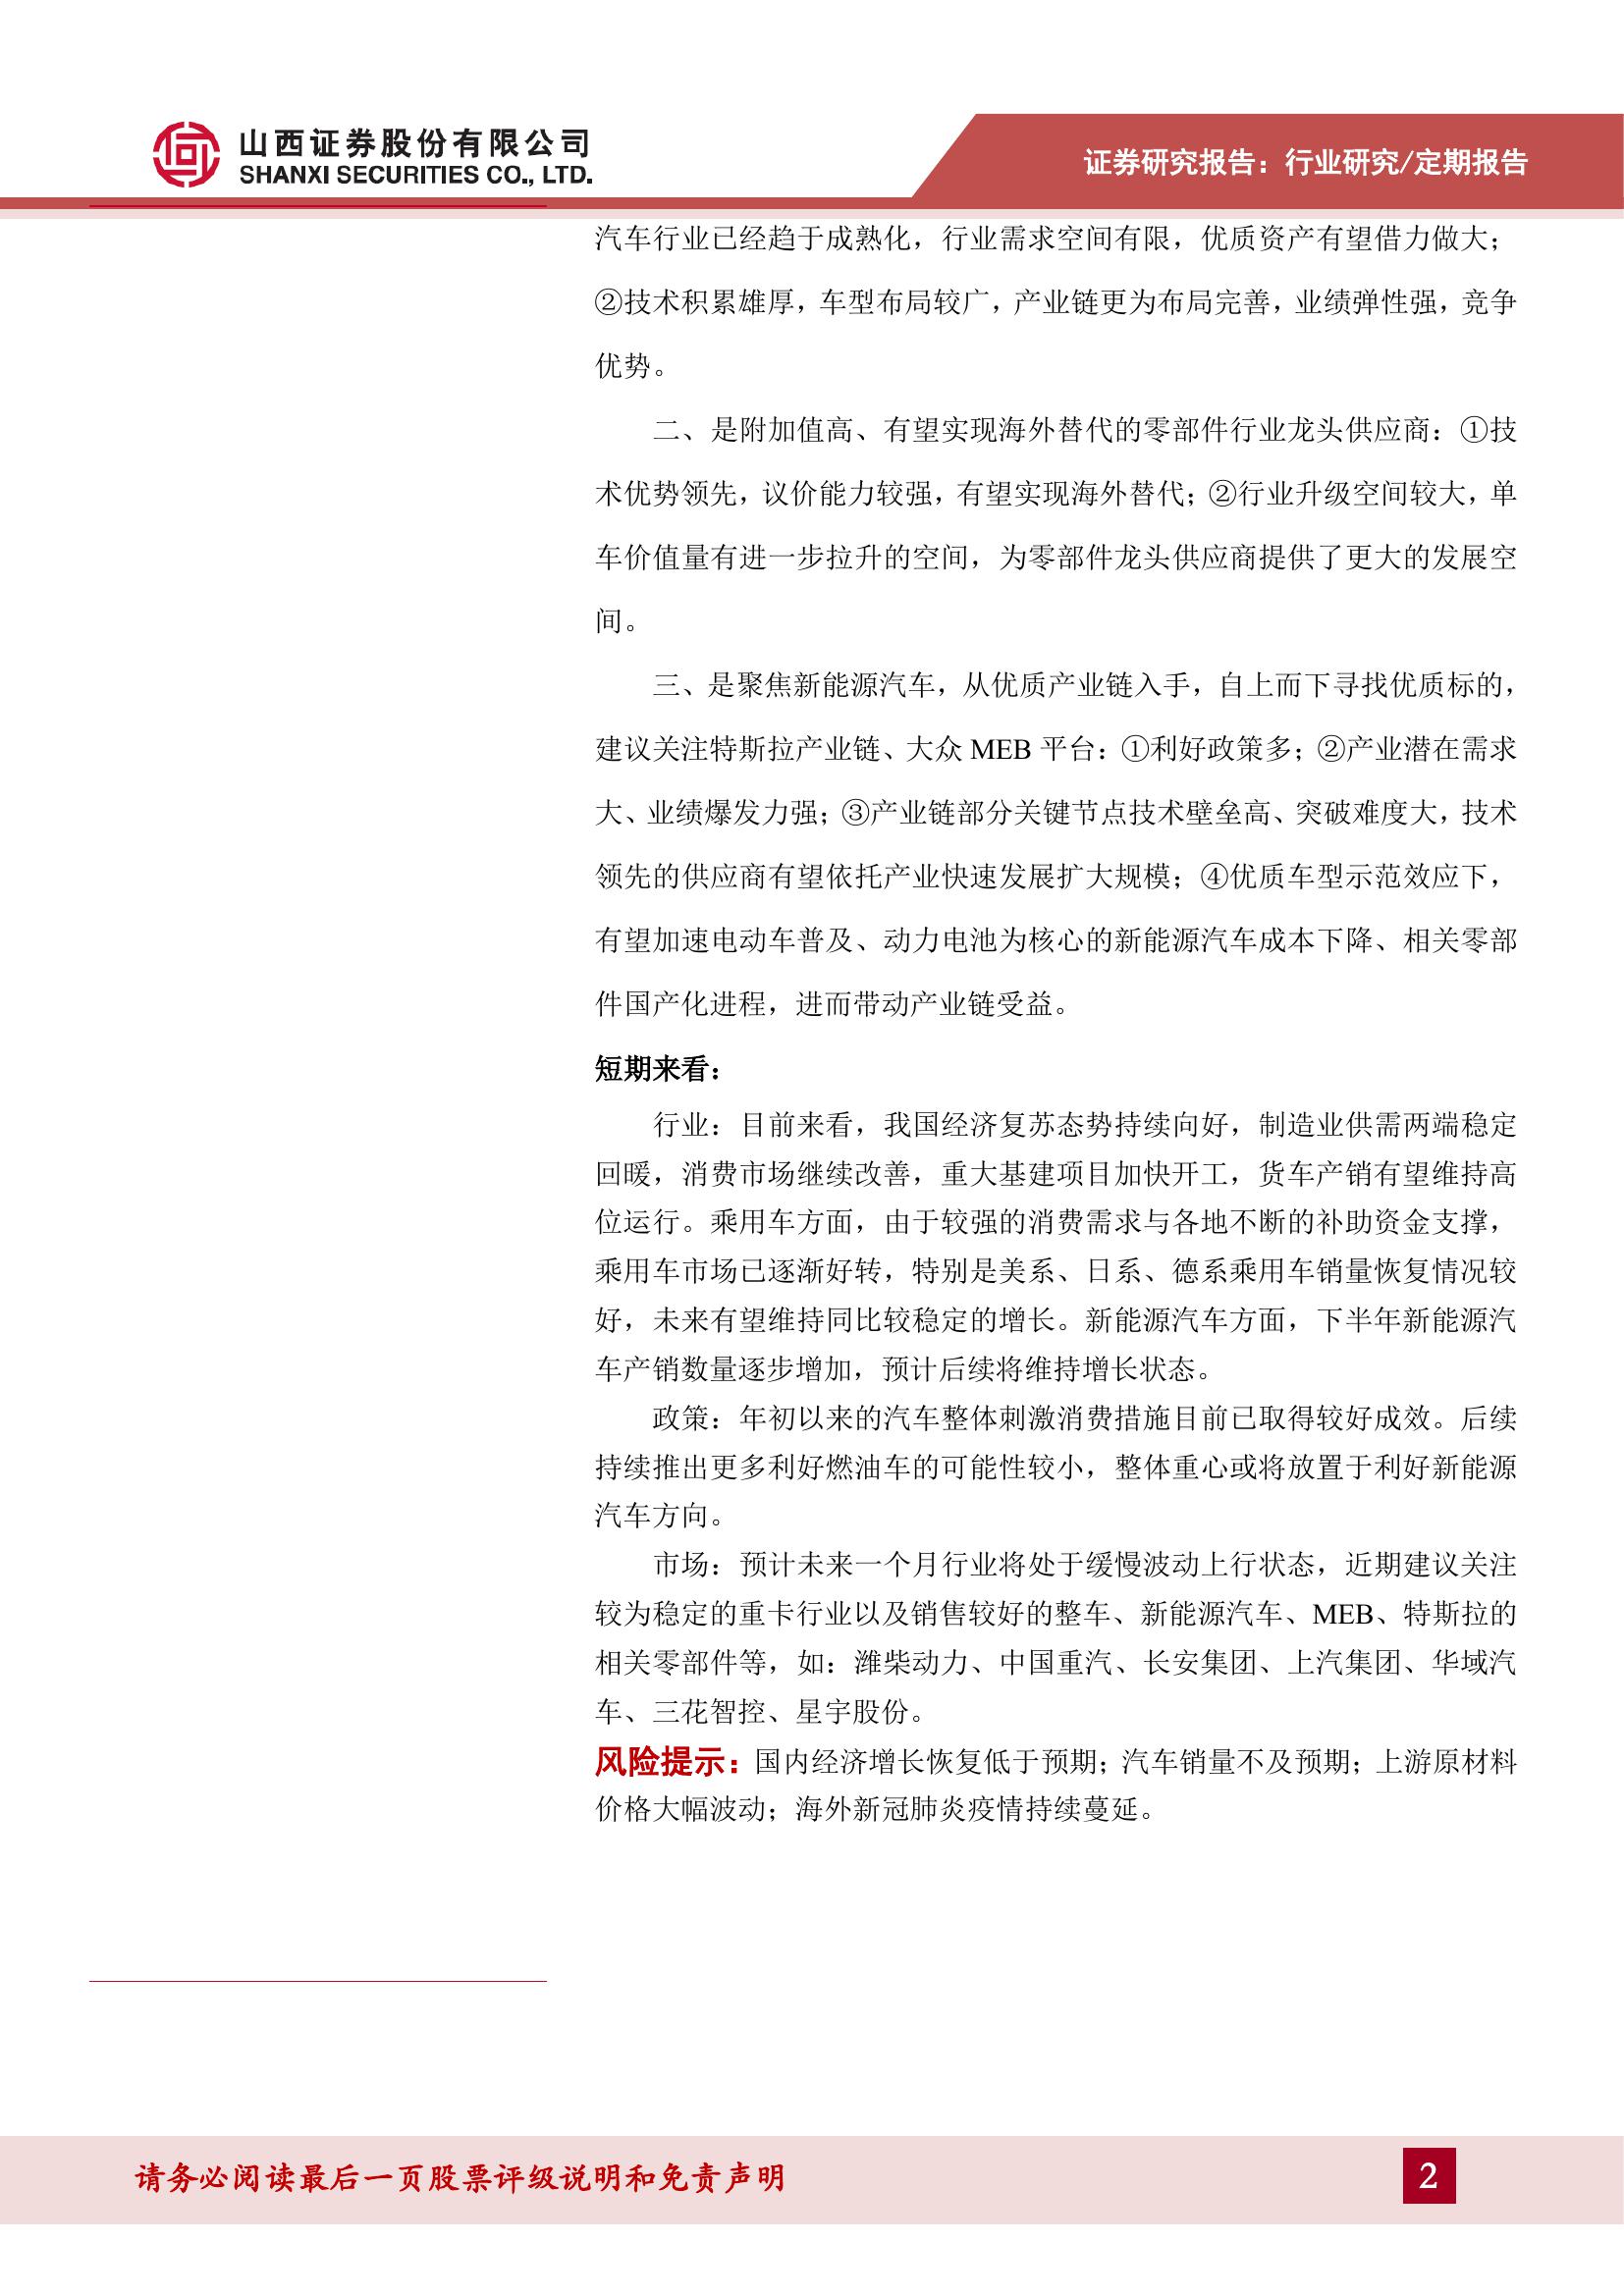 山西证券股份有限公司
SHANXI SECURITIES CO., LTD.
证券研究报告：行业研究/定期报告
汽车行业已经趋于成熟化，行业需求空间有限，优质资产有望借力做大；
②技术积累雄厚，车型布局较广，产业链更为布局完善，业绩弹性强，竞争
优势。
二、是附加值高、有望实现海外替代的零部件行业龙头供应商：①技
术优势领先，议价能力较强，有望实现海外替代；②行业升级空间较大，单
车价值量有进一步拉升的空间，为零部件龙头供应商提供了更大的发展空
间。
三、是聚焦新能源汽车，从优质产业链入手，自上而下寻找优质标的，
建议关注特斯拉产业链、大众 MEB 平台：①利好政策多；②产业潜在需求
大、业绩爆发力强；③产业链部分关键节点技术壁垒高、突破难度大，技术
领先的供应商有望依托产业快速发展扩大规模；④优质车型示范效应下，
有望加速电动车普及、动力电池为核心的新能源汽车成本下降、相关零部
件国产化进程，进而带动产业链受益。
短期来看：
行业：目前来看，我国经济复苏态势持续向好，制造业供需两端稳定
回暖，消费市场继续改善，重大基建项目加快开工，货车产销有望维持高
位运行。乘用车方面，由于较强的消费需求与各地不断的补助资金支撑，
乘用车市场已逐渐好转，特别是美系、日系、德系乘用车销量恢复情况较
好，未来有望维持同比较稳定的增长。新能源汽车方面，下半年新能源汽
车产销数量逐步增加，预计后续将维持增长状态。
政策：年初以来的汽车整体刺激消费措施目前已取得较好成效。后续
持续推出更多利好燃油车的可能性较小，整体重心或将放置于利好新能源
汽车方向。
市场：预计未来一个月行业将处于缓慢波动上行状态，近期建议关注
较为稳定的重卡行业以及销售较好的整车、新能源汽车、MEB、特斯拉的
相关零部件等，如：潍柴动力、中国重汽、长安集团、上汽集团、华域汽
车、三花智控、星宇股份。
风险提示：国内经济增长恢复低于预期；汽车销量不及预期；上游原材料
价格大幅波动；海外新冠肺炎疫情持续蔓延。
请务必阅读最后一页股票评级说明和免责声明
2